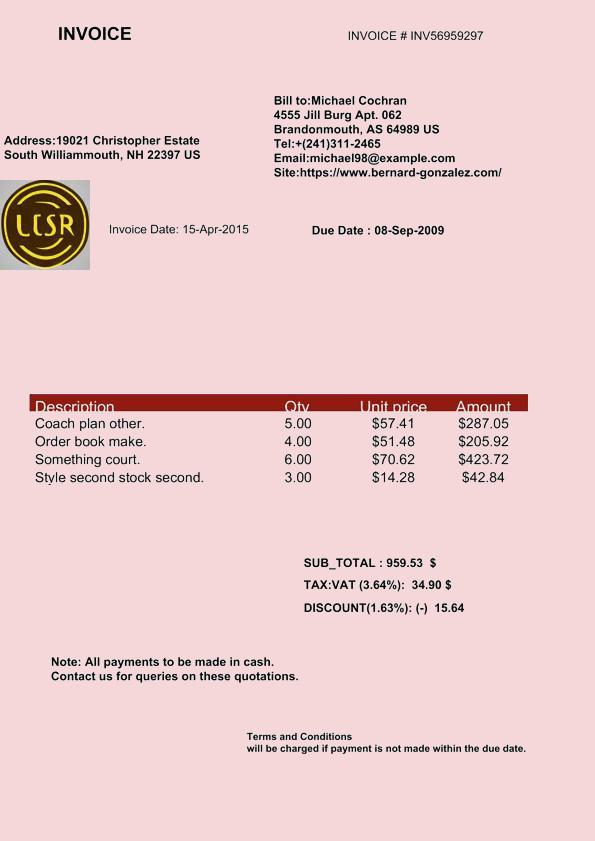 INVOICE
INVOICE # INV56959297
Bill to:Michael Cochran
4555 Jill Burg Apt. 062
Brandonmouth, AS 64989 US
Tel:+(241)311-2465
Email:michael98@example.com
Site:https://www.bernard-gonzalez.com/
Address:19021 Christopher Estate
South Williammouth, NH 22397 US
LCSR
Invoice Date: 15-Apr-2015
Due Date : 08-Sep-2009
Description Qty Unit price Amount
Coach plan other. 5.00 $57.41 $287.05
Order book make. 4.00 $51.48 $205.92
Something court. 6.00 $70.62 $423.72
Style second stock second. 3.00 $14.28 $42.84
SUB_TOTAL : 959.53 $
TAX:VAT (3.64%): 34.90 $
DISCOUNT(1.63%): (-) 15.64
Note: All payments to be made in cash.
Contact us for queries on these quotations.
Terms and Conditions
will be charged if payment is not made within the due date.